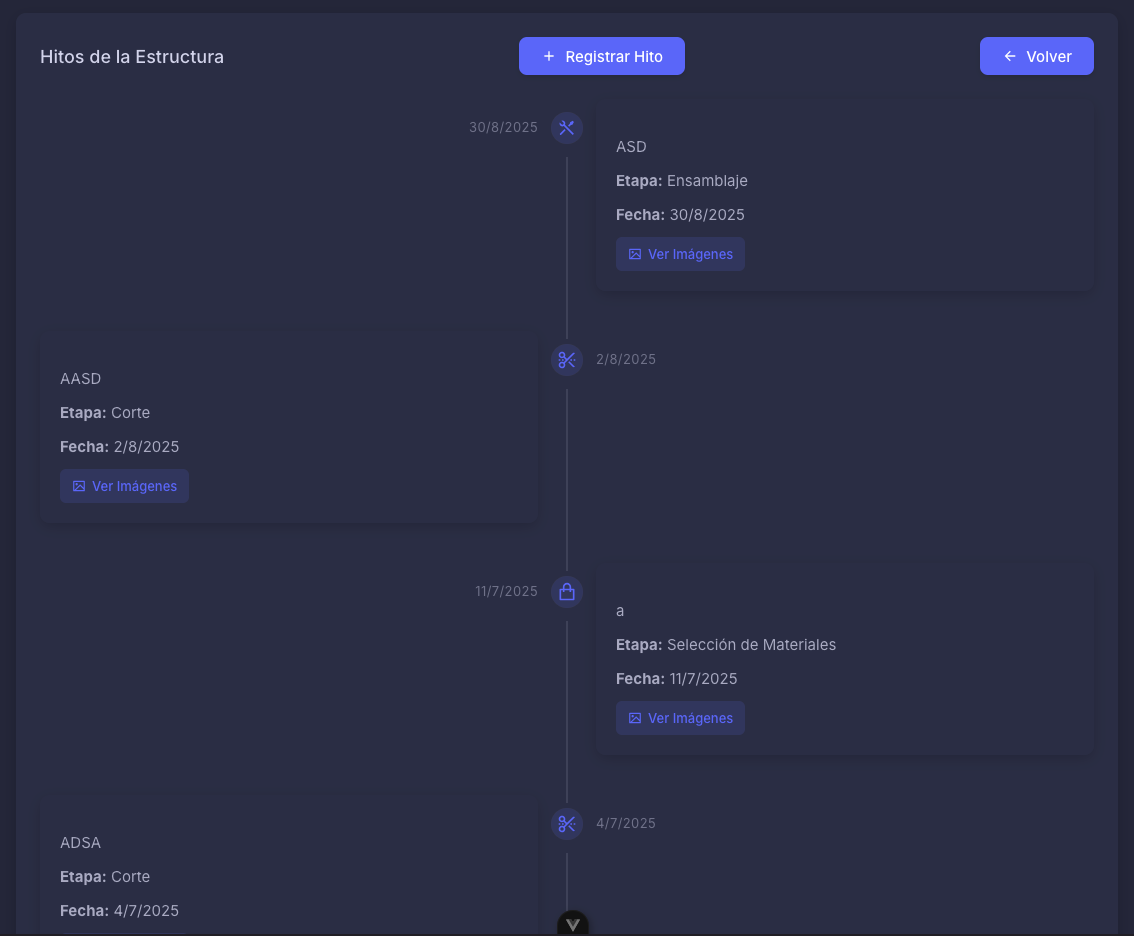 Hitos de la Estructura
Registrar Hito
Volver
30/8/2025
ASD
Etapa: Ensamblaje
Fecha: 30/8/2025
Ver Imágenes
2/8/2025
AASD
Etapa: Corte
Fecha: 2/8/2025
Ver Imágenes
11/7/2025
a
Etapa: Selección de Materiales
Fecha: 11/7/2025
Ver Imágenes
4/7/2025
ADSA
Etapa: Corte
Fecha: 4/7/2025